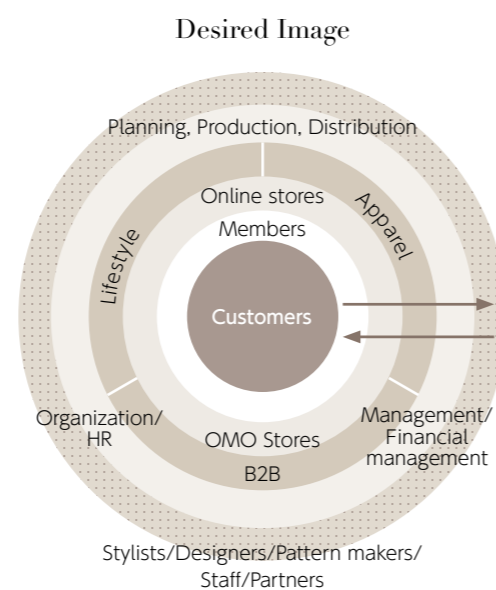 Desired Image
Planning, Production, Distribution
Online stores
Members
Lifestyle
Apparel
Customers
Organization/
HR
OMO Stores
B2B
Management/
Financial
management
Stylists/Designers/Pattern makers/
Staff/Partners